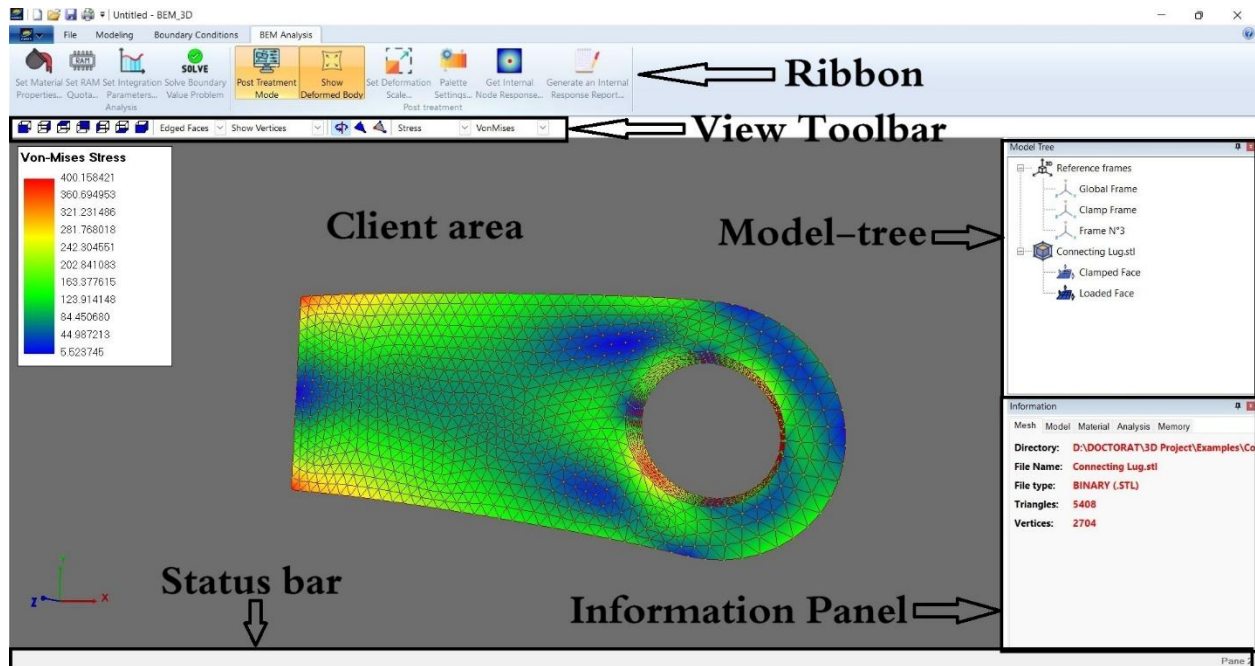 Untitled - BEM_3D
File Modeling Boundary Conditions BEM Analysis
Set Material Properties...
RAM
Set RAM Quota...
Set Integration Parameters...
SOLVE
Solve Boundary Value Problem
Analysis
Post Treatment Mode
Show Deformed Body
Set Deformation Scale...
Palette Settings...
Get Internal Node Response...
Generate an Internal Response Report...
Post treatment
Ribbon
Edged Faces Show Vertices Stress VonMises
View Toolbar
Von-Mises Stress
400.158421
360.694953
321.231486
281.768018
242.304551
202.841083
163.377615
123.914148
84.450680
44.987213
5.523745
Client area
Model-tree
Model Tree
Reference frames
Global Frame
Clamp Frame
Frame N°3
Connecting Lug.stl
Clamped Face
Loaded Face
Information
Mesh Model Material Analysis Memory
Directory: D:\DOCTORAT\3D Project\Examples\Co
File Name: Connecting Lug.stl
File type: BINARY (.STL)
Triangles: 5408
Vertices: 2704
Y
Z X
Status bar
Information Panel
Pane 2